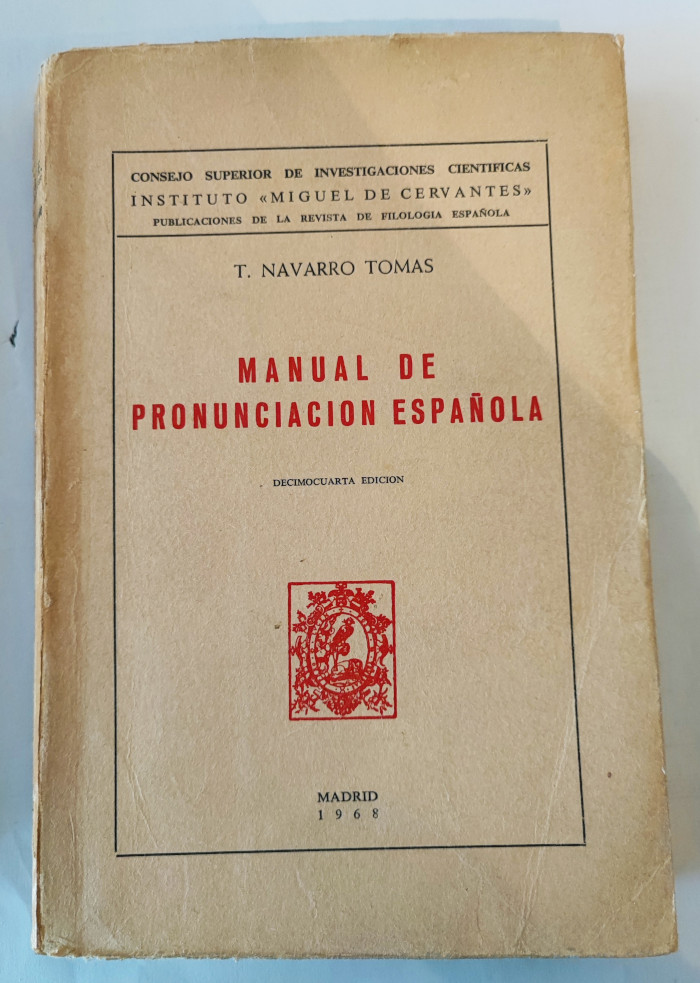 CONSEJO SUPERIOR DE INVESTIGACIONES CIENTIFICAS
INSTITUTO «MIGUEL DE CERVANTES»
PUBLICACIONES DE LA REVISTA DE FILOLOGIA ESPAÑOLA
T. NAVARRO TOMAS
MANUAL DE
PRONUNCIACION ESPAÑOLA
DECIMOCUARTA EDICION
MADRID
1968